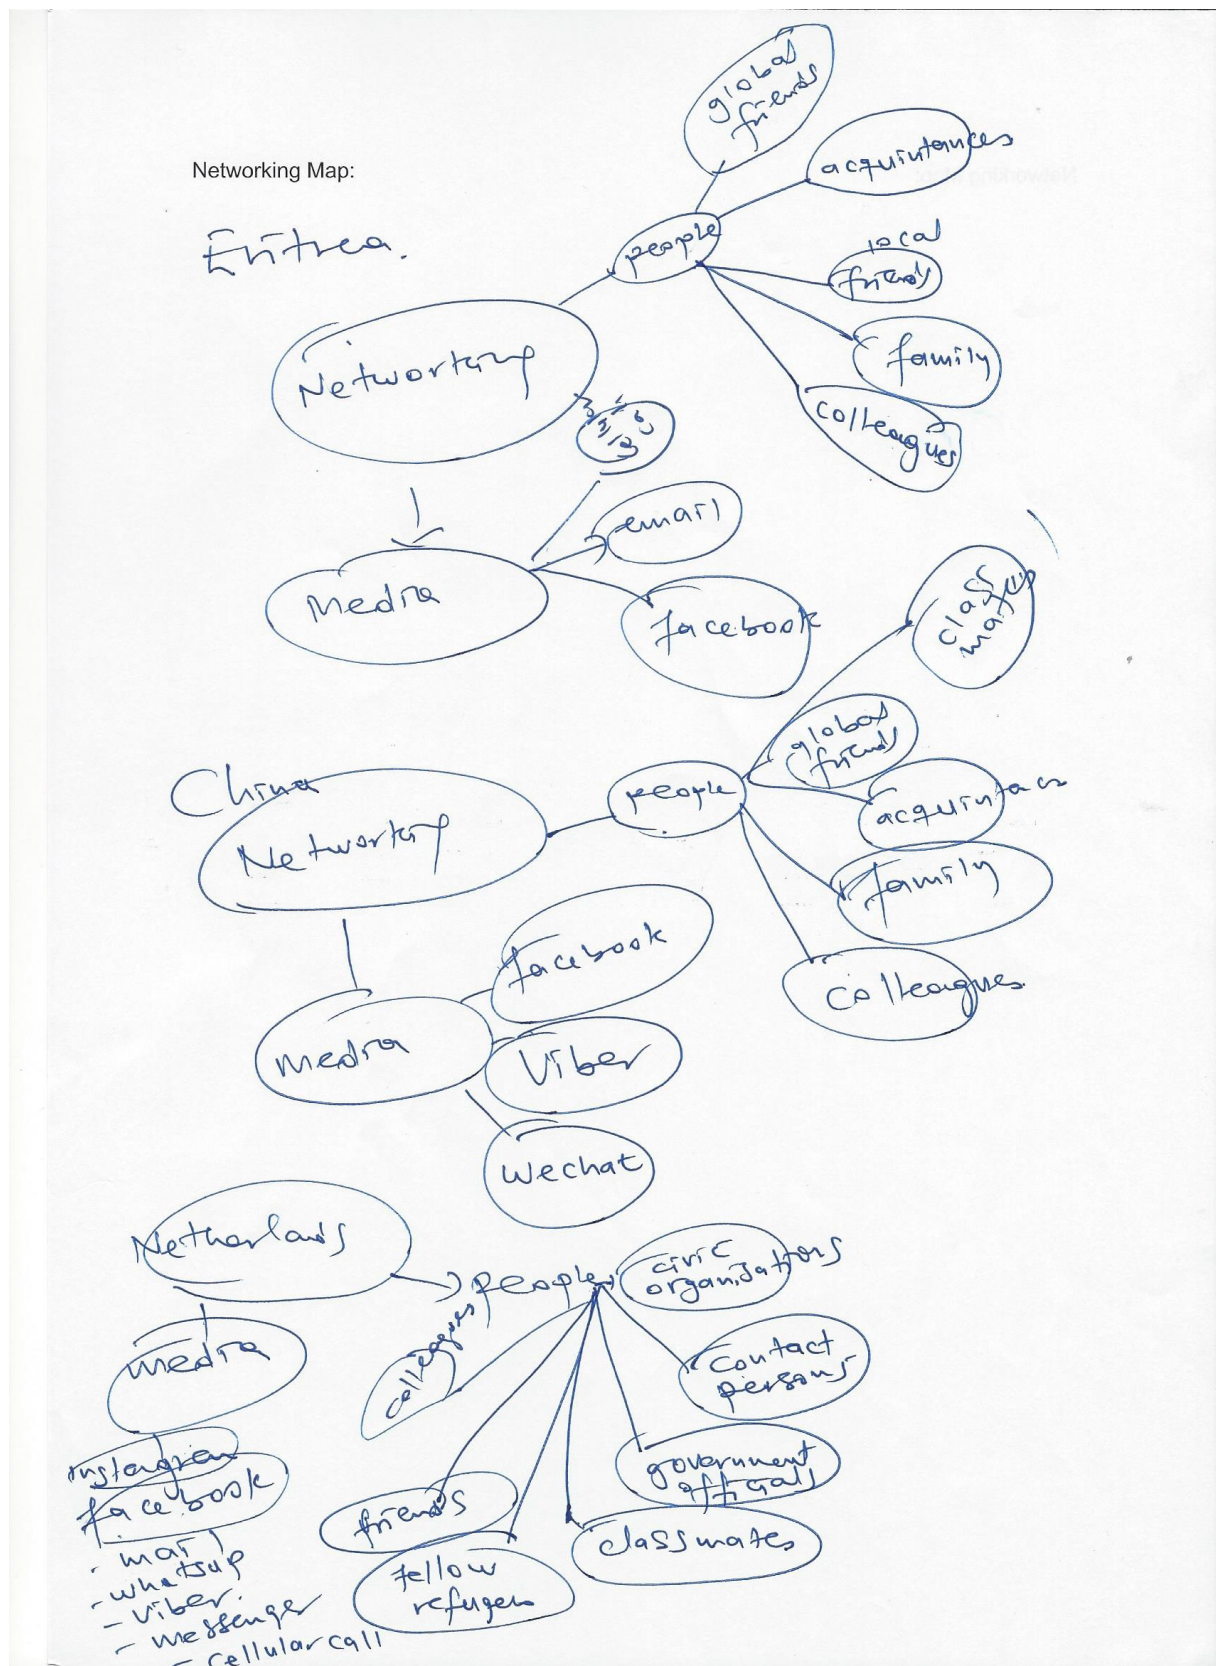 Networking Map:
Eritrea.
Networking
people
global
friends
acquintances
local
friends
family
colleagues
Media
email
facebook
China
Networking
people
class
mates
global
friends
acquintaces
family
colleagues
media
facebook
Viber
wechat
Netherlands
people
civic
organizations
contact
persons
government
officials
classmates
fellow
refugees
friends
colleagues
media
instagram
facebook
- mail
- whatsup
- Viber.
- messenger
- cellular call